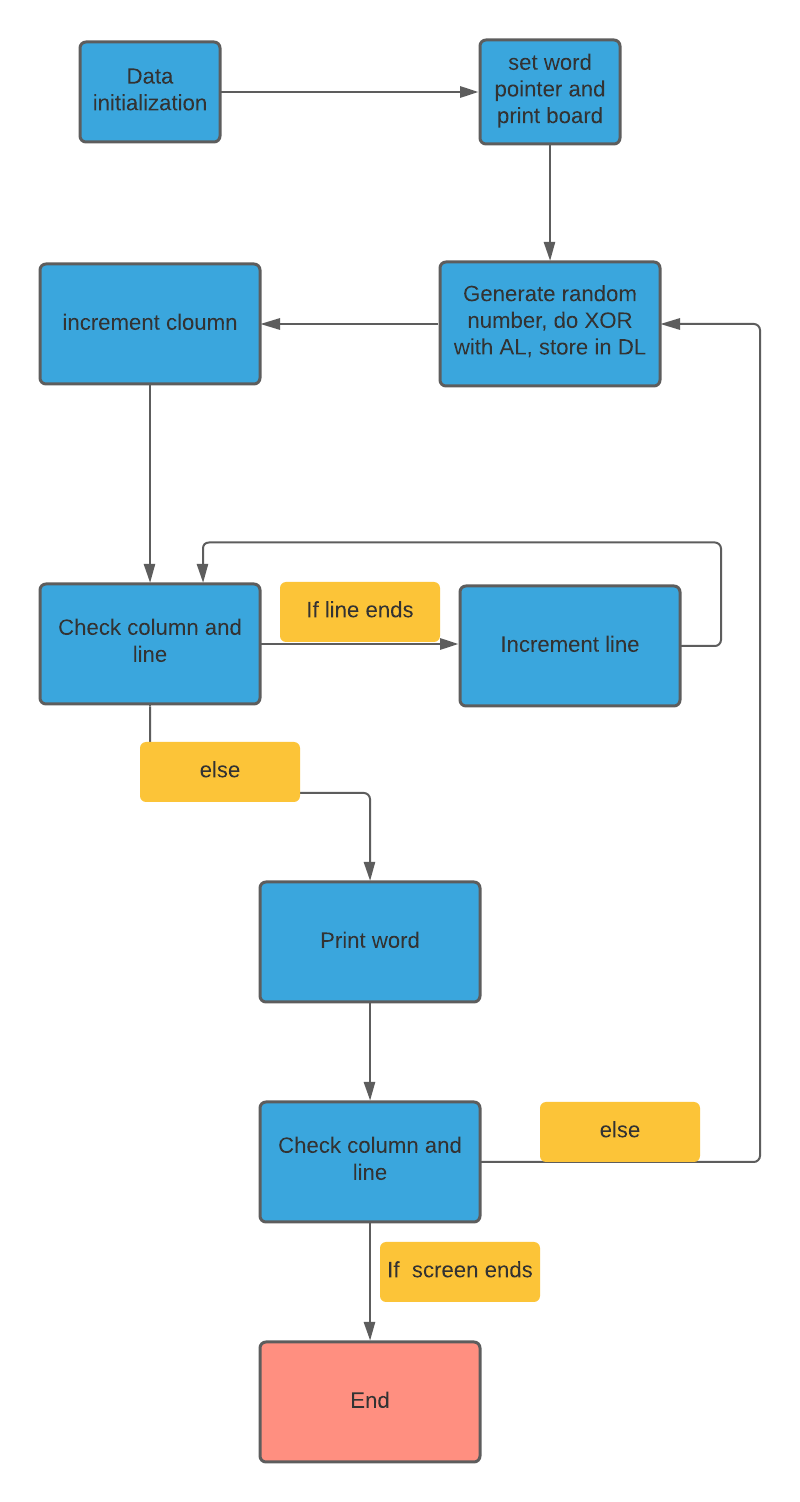 Data
initialization
set word
pointer and
print board
Generate random
number, do XOR
with AL, store in DL
increment cloumn
Check column and
line
If line ends
Increment line
else
Print word
Check column and
line
else
If  screen ends
End